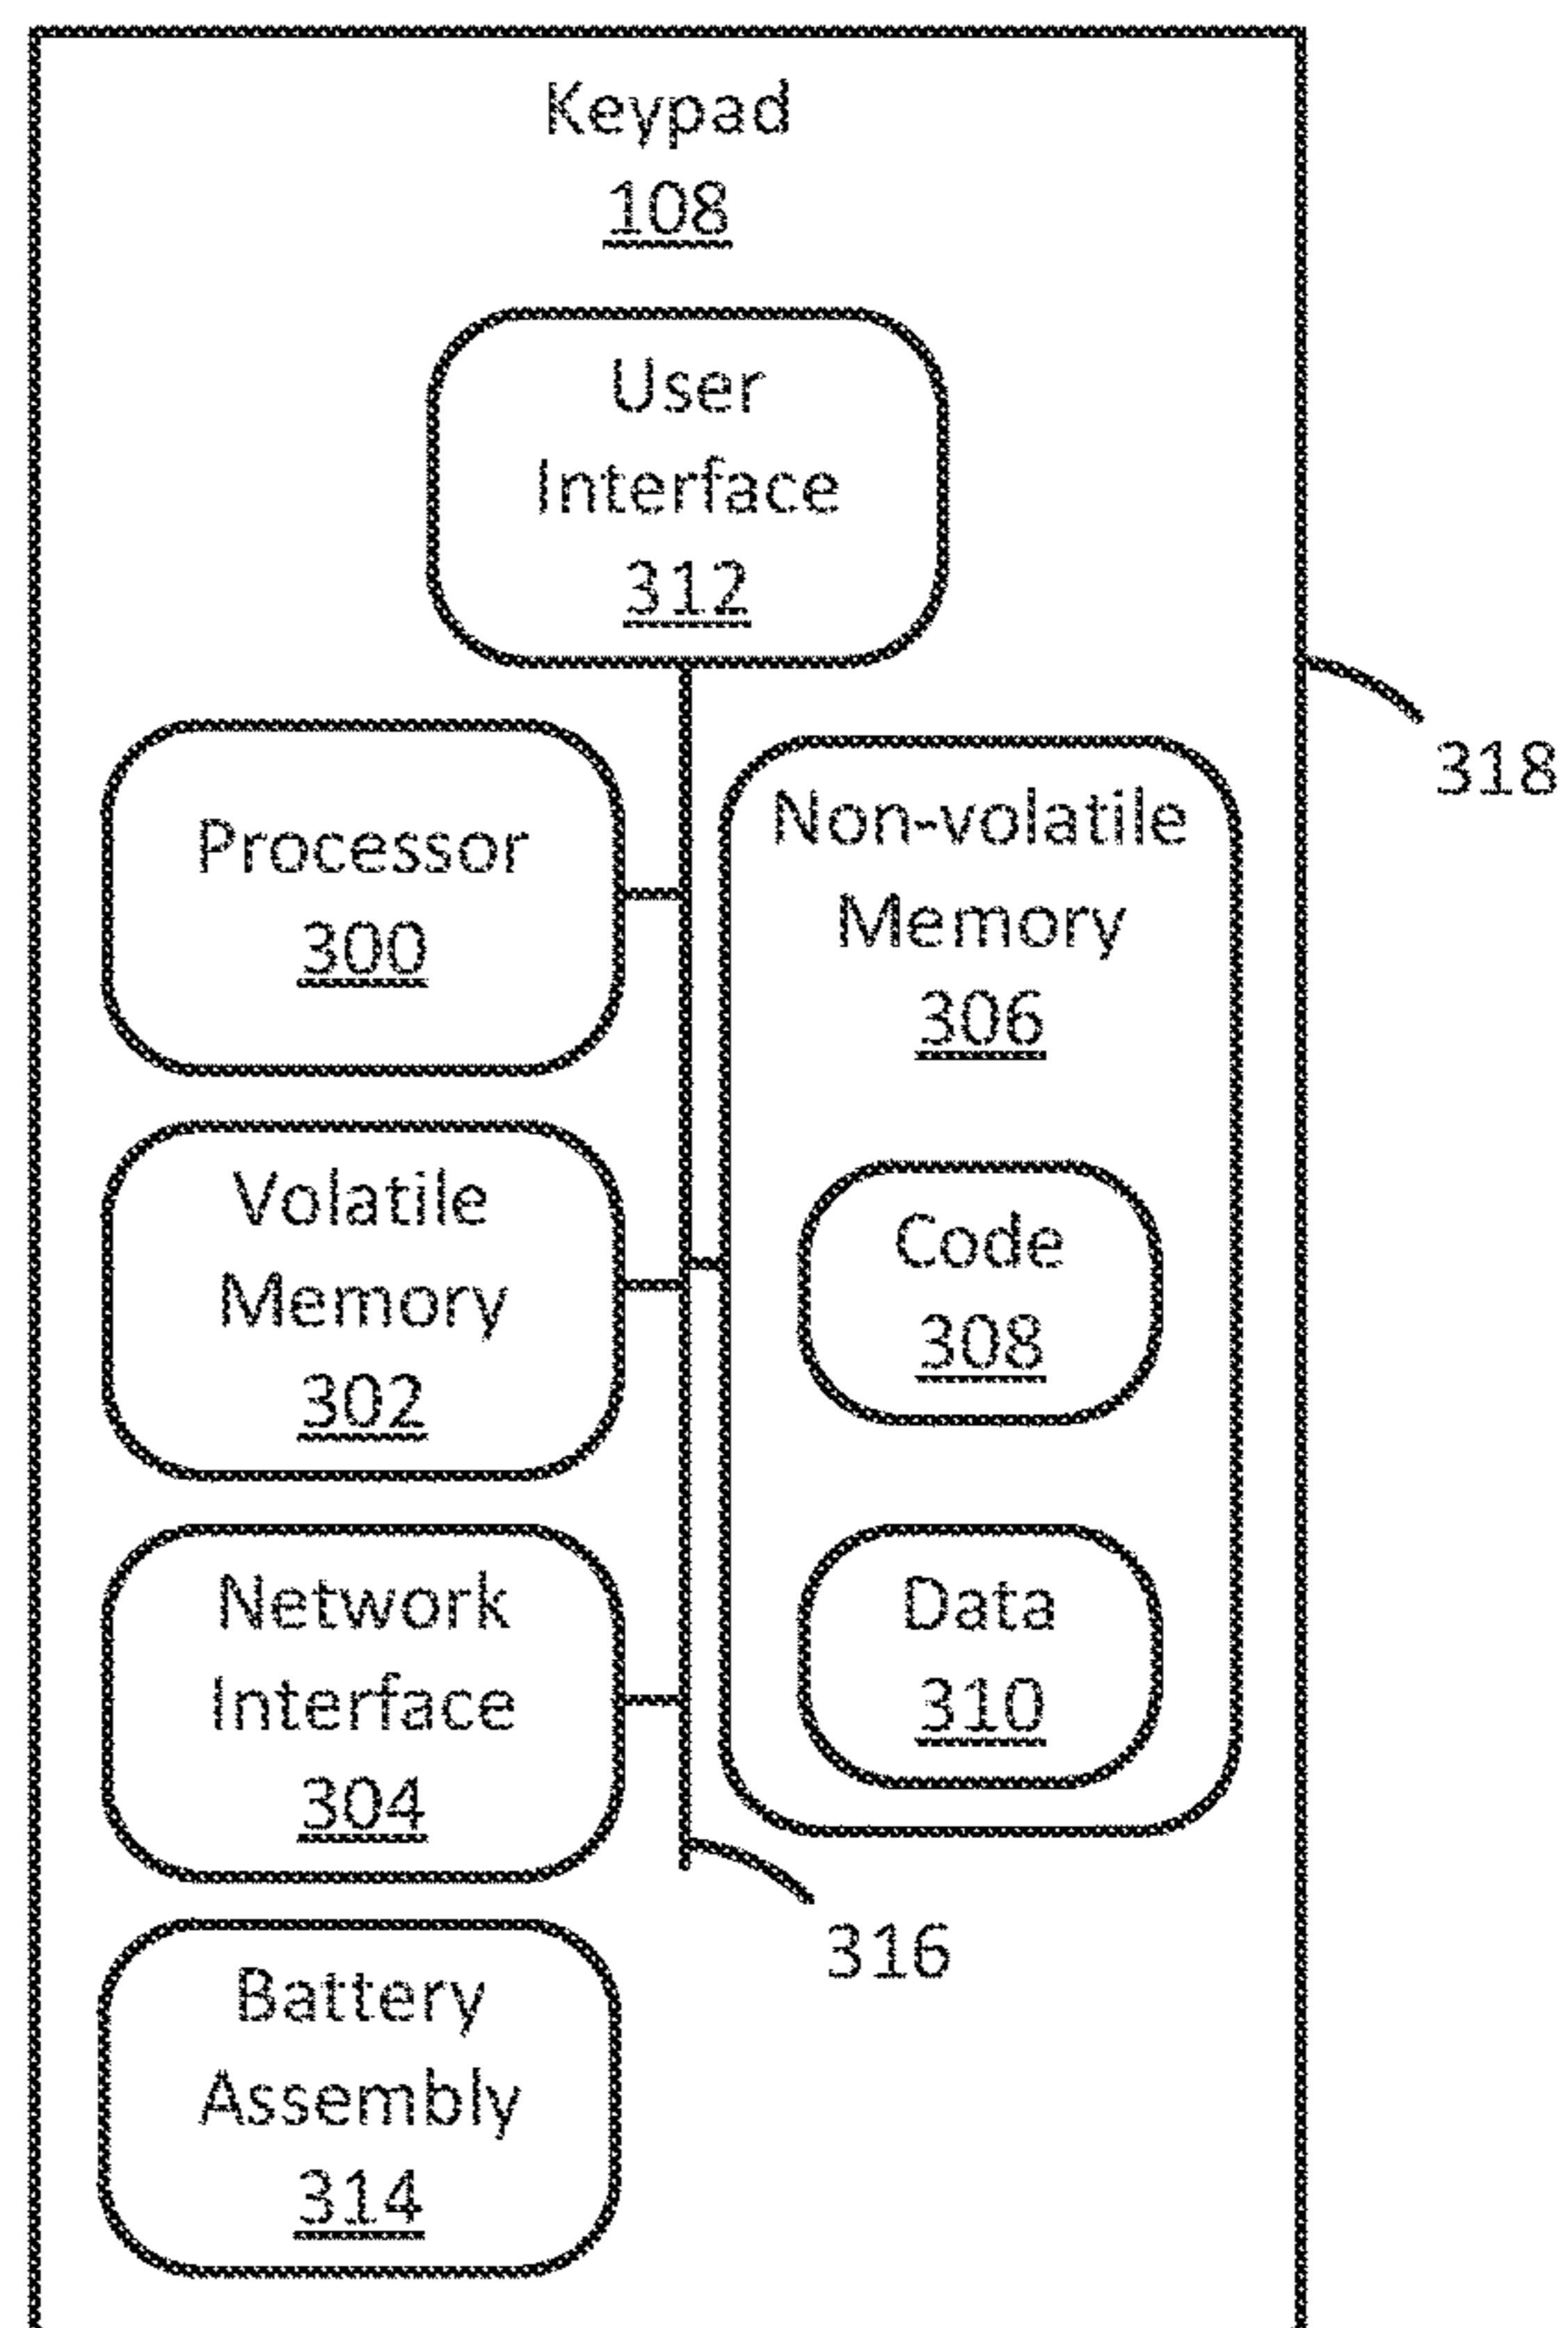 Keypad
108
User
Interface
312
318
Processor
300
Non-volatile
Memory
306
Volatile
Memory
302
Code
308
Network
Interface
304
Data
310
316
Battery
Assembly
314